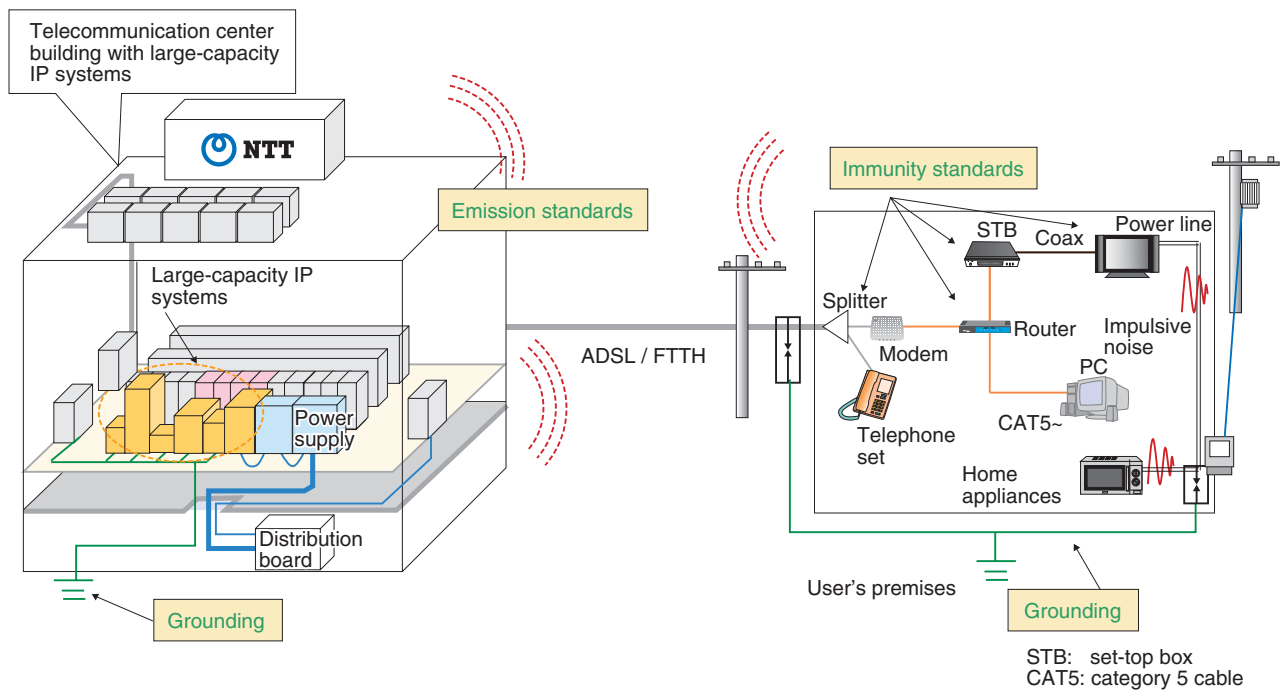 Telecommunication center
building with large-capacity
IP systems
NTT
Emission standards
Large-capacity IP
systems
Power
supply
Distribution
board
Grounding
ADSL / FTTH
Immunity standards
STB
Coax
Power line
Splitter
Modem
Router
Impulsive
noise
PC
CAT5~
Telephone
set
Home
appliances
User's premises
Grounding
STB: set-top box
CAT5: category 5 cable